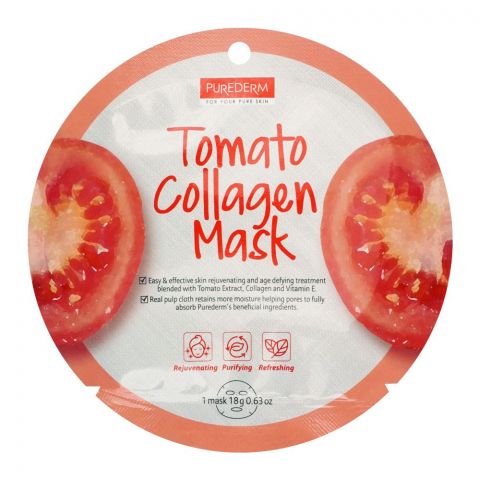 PUREDERM
FOR YOUR PURE SKIN
Tomato
Collagen
Mask
Easy & effective skin rejuvenating and age defying treatment
blended with Tomato Extract, Collagen and Vitamin E.
Real pulp cloth retains more moisture helping pores to fully
absorb Purederm's beneficial ingredients.
Rejuvenating Purifying Refreshing
1 mask 18g 0.63 oz